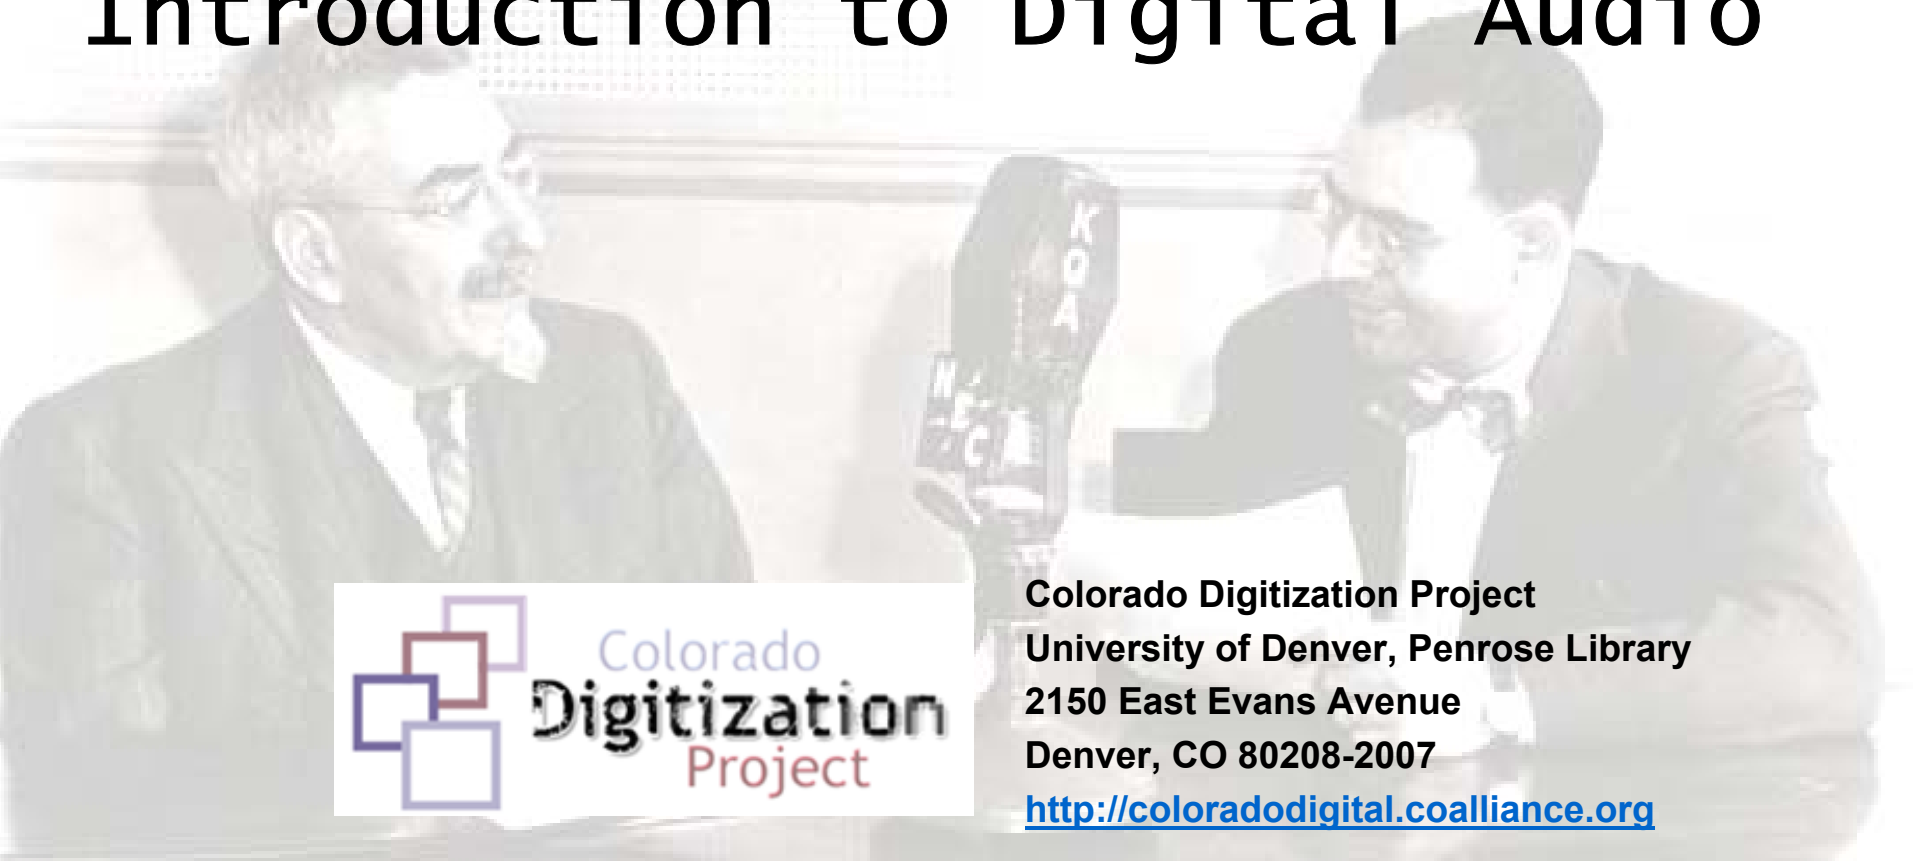 Introduction to Digital Audio
KOA
NBC
Colorado
Digitization
Project
Colorado Digitization Project
University of Denver, Penrose Library
2150 East Evans Avenue
Denver, CO 80208-2007
http://coloradodigital.coalliance.org